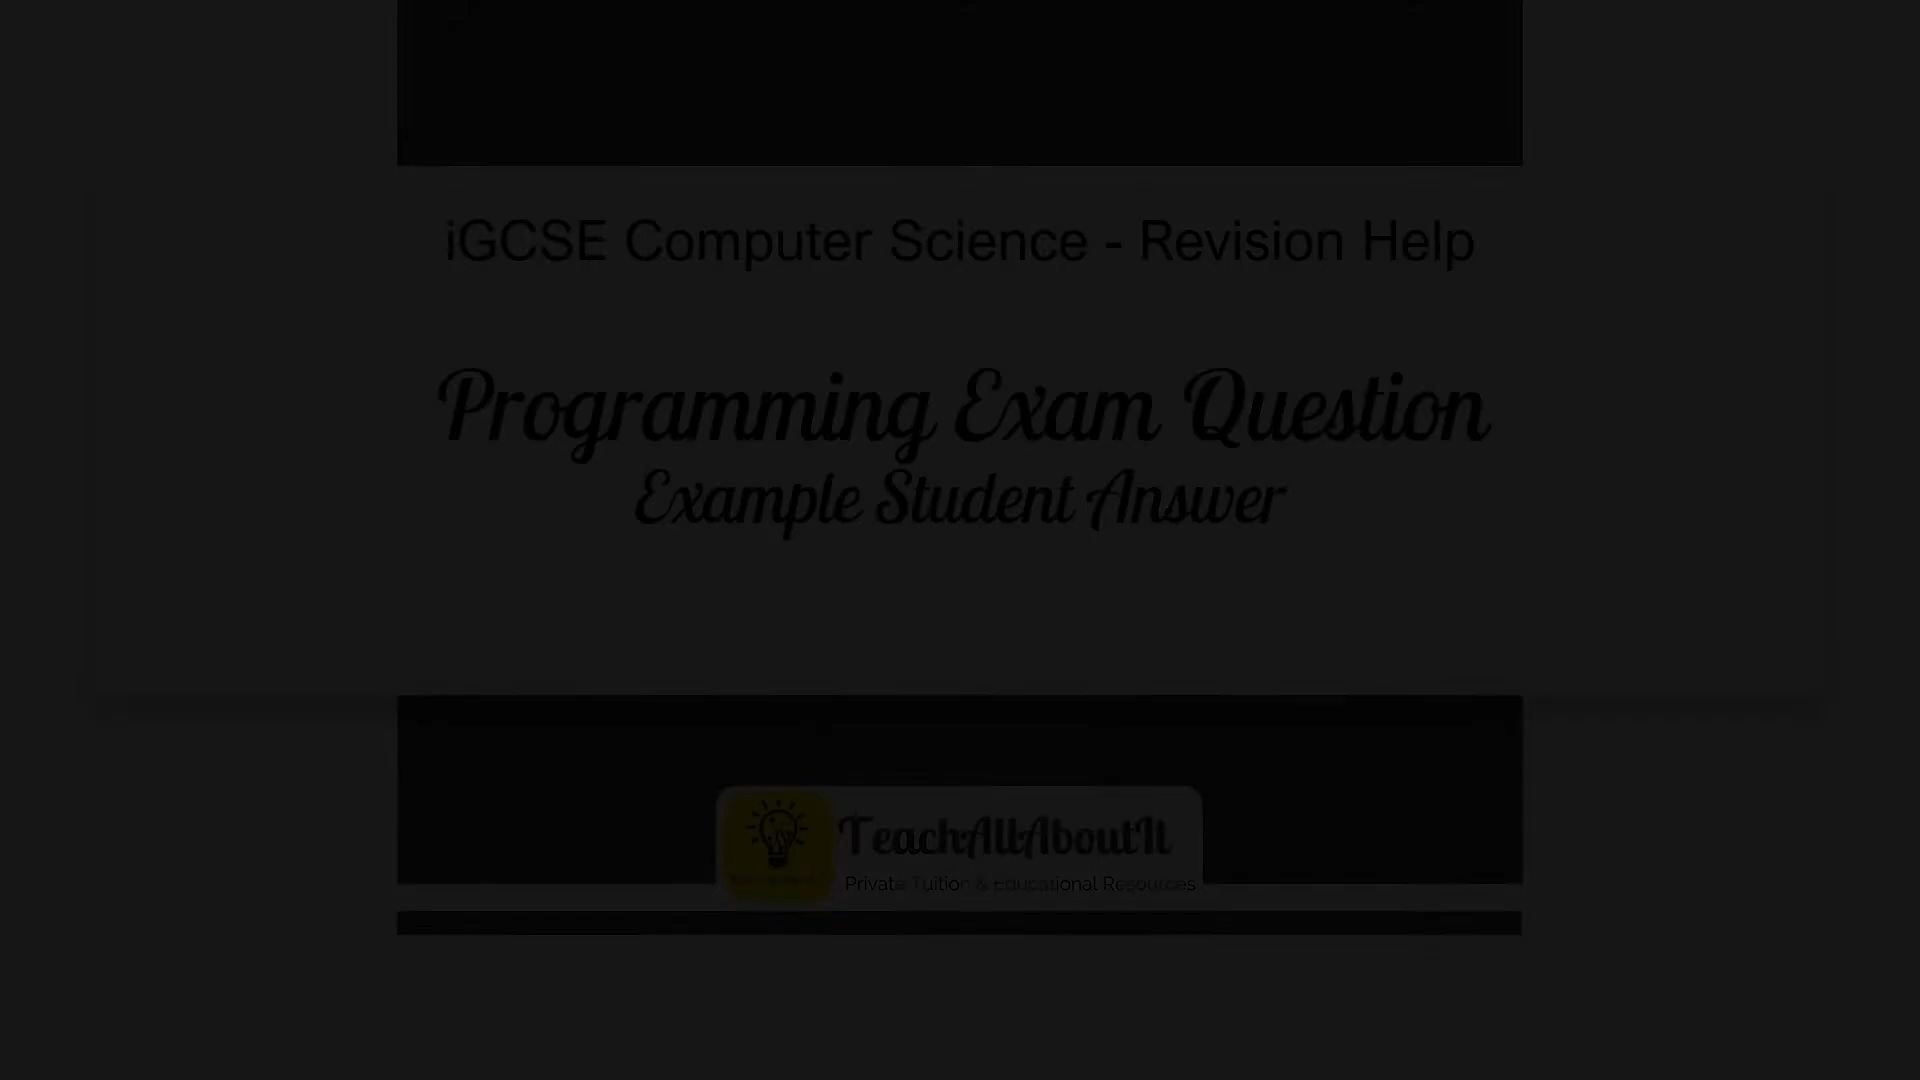 iGCSE Computer Science - Revision Help
Programming Exam Question
Example Student Answer
TeachAllAboutIt
Private Tuition & Educational Resources